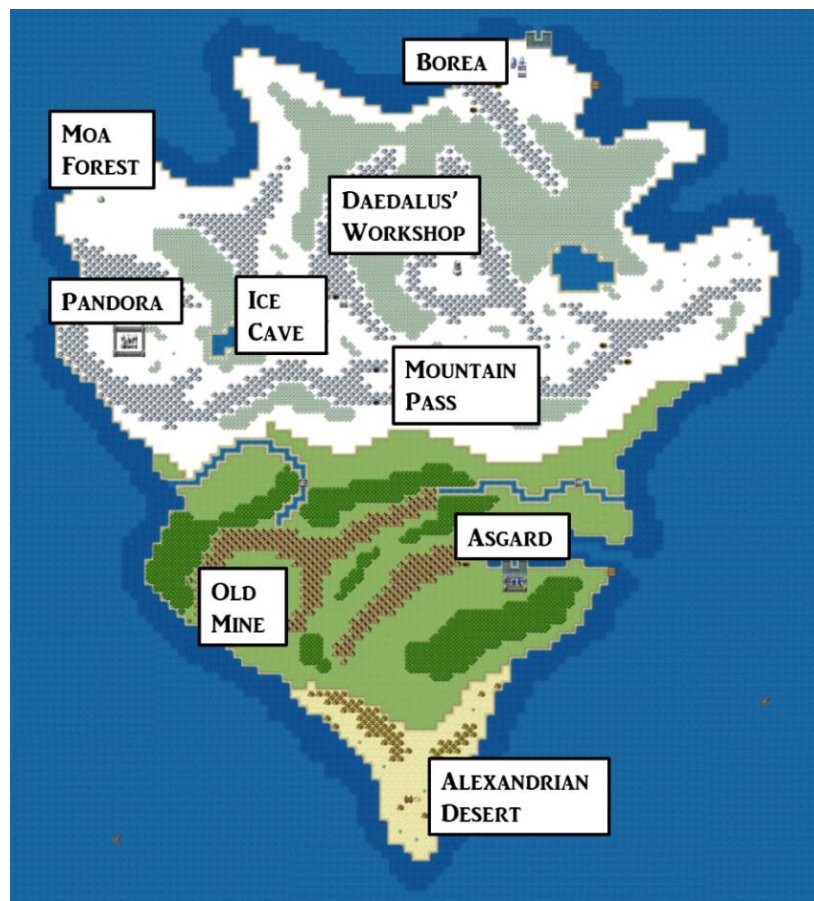 BOREA
MOA
FOREST
DAEDALUS'
WORKSHOP
PANDORA
ICE
CAVE
MOUNTAIN
PASS
ASGARD
OLD
MINE
ALEXANDRIAN
DESERT